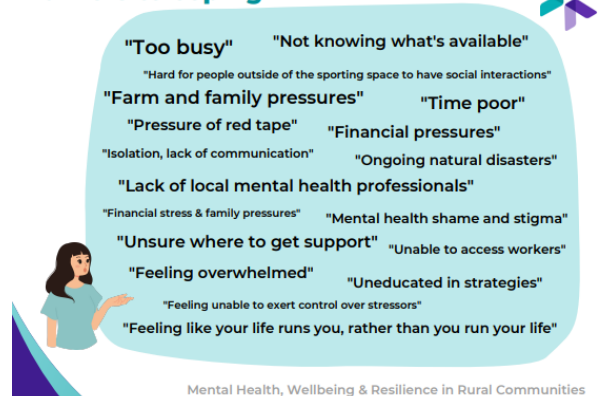 "Too busy"
"Not knowing what's available"
"Hard for people outside of the sporting space to have social interactions"
"Farm and family pressures"
"Time poor"
"Pressure of red tape"
"Financial pressures"
"Isolation, lack of communication"
"Ongoing natural disasters"
"Lack of local mental health professionals"
"Financial stress & family pressures"
"Mental health shame and stigma"
"Unsure where to get support"
"Unable to access workers"
"Feeling overwhelmed"
"Uneducated in strategies"
"Feeling unable to exert control over stressors"
"Feeling like your life runs you, rather than you run your life"
Mental Health, Wellbeing & Resilience in Rural Communities